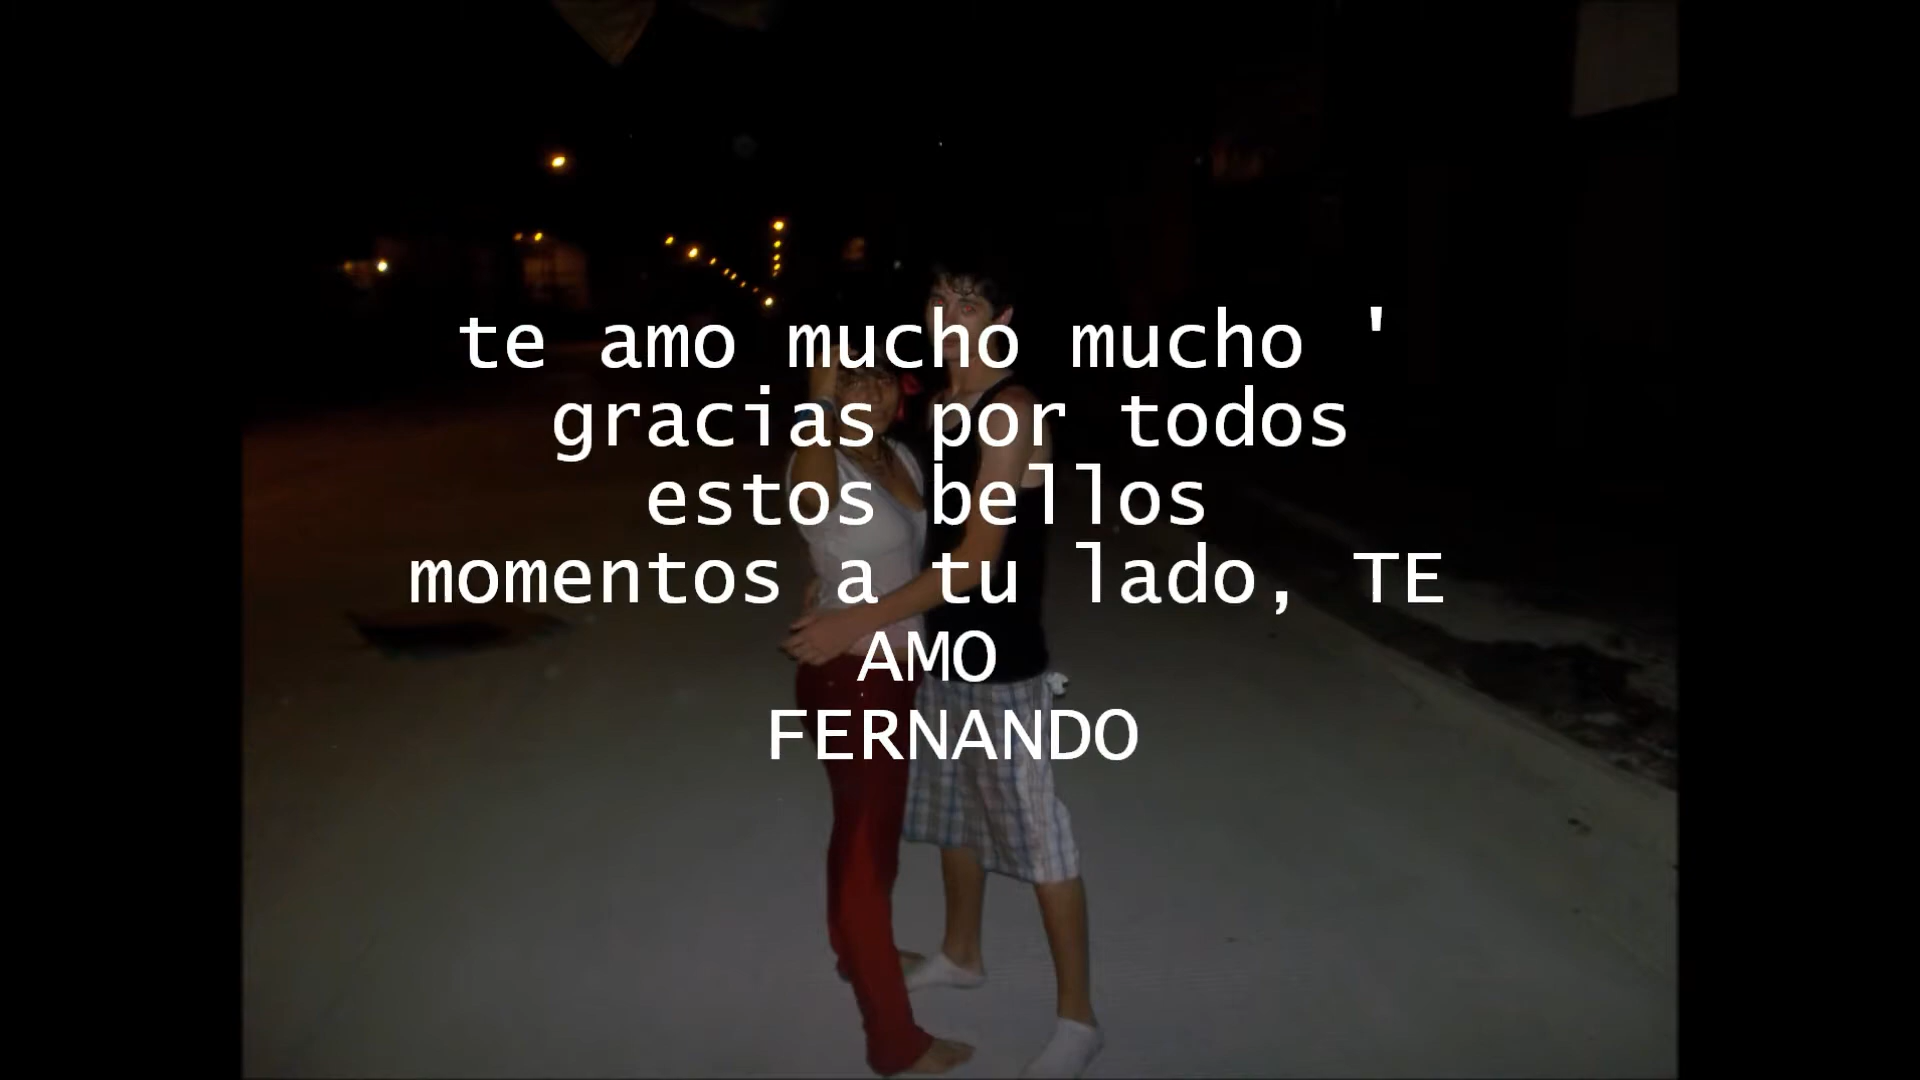 te amo mucho mucho '
gracias por todos
estos bellos
momentos a tu lado, TE
AMO
FERNANDO